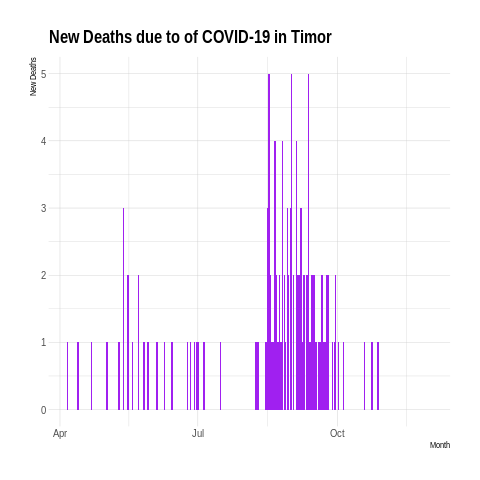 New Deaths due to of COVID-19 in Timor
New Deaths
5
4
3
2
1
0
Apr
Jul
Oct
Month